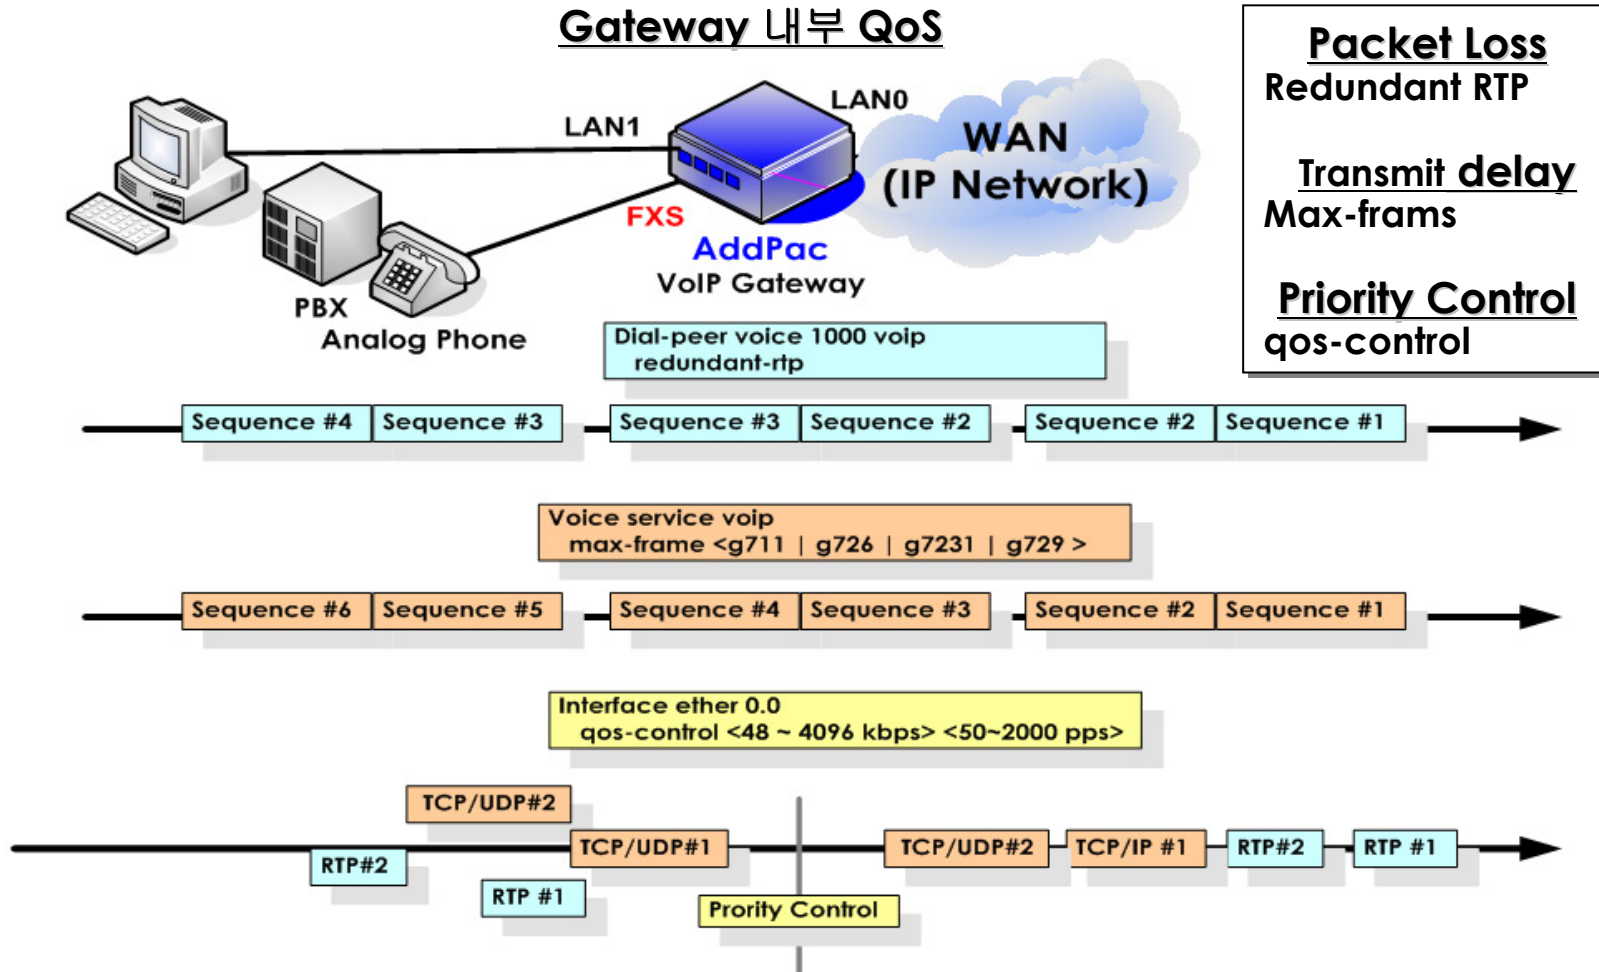 Gateway 내부 QoS
Packet Loss
Redundant RTP
Transmit delay
Max-frams
Priority Control
qos-control
LAN1
LAN0
WAN
(IP Network)
FXS
AddPac
VoIP Gateway
PBX
Analog Phone
Dial-peer voice 1000 voip
redundant-rtp
Sequence #4 Sequence #3 Sequence #3 Sequence #2 Sequence #2 Sequence #1
Voice service voip
max-frame <g711 | g726 | g7231 | g729 >
Sequence #6 Sequence #5 Sequence #4 Sequence #3 Sequence #2 Sequence #1
Interface ether 0.0
qos-control <48 ~ 4096 kbps> <50~2000 pps>
TCP/UDP#2
RTP#2
RTP #1
TCP/UDP#1
Prority Control
TCP/UDP#2 TCP/IP #1 RTP#2 RTP #1